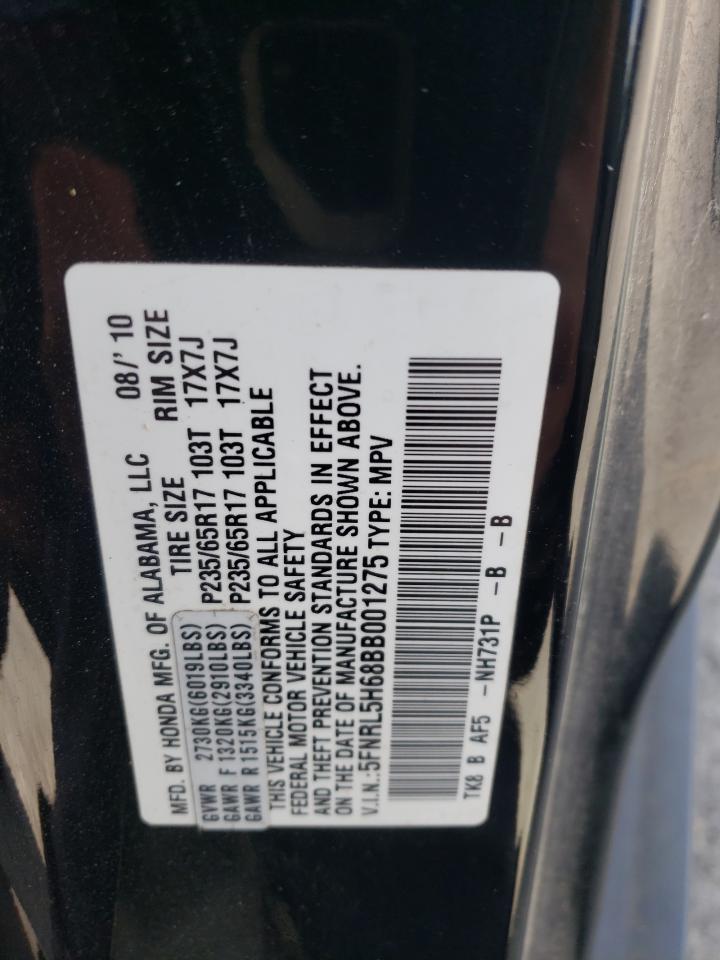 MFD. BY HONDA MFG. OF ALABAMA, LLC 08/'10
TIRE SIZE RIM SIZE
GVWR 2730KG(6019LBS)
GAWR F 1320KG(2910LBS) P235/65R17 103T 17X7J
GAWR R 1515KG(3340LBS) P235/65R17 103T 17X7J
THIS VEHICLE CONFORMS TO ALL APPLICABLE
FEDERAL MOTOR VEHICLE SAFETY
AND THEFT PREVENTION STANDARDS IN EFFECT
ON THE DATE OF MANUFACTURE SHOWN ABOVE.
V.I.N.:5FNRL5H68BB001275 TYPE: MPV
TK8 B AF5 -NH731P -B -B